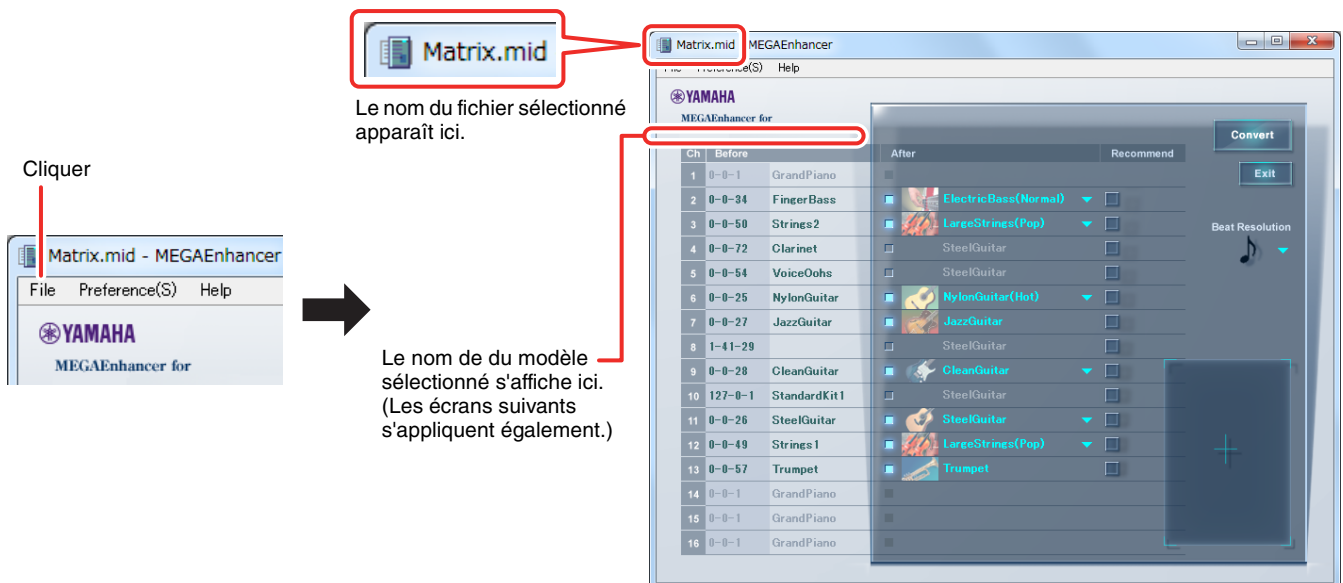 Matrix.mid
Le nom du fichier sélectionné
apparaît ici.
Cliquer
Matrix.mid - MEGAEnhancer
File Preference(S) Help
YAMAHA
MEGAEnhancer for
Le nom de du modèle
sélectionné s'affiche ici.
(Les écrans suivants
s'appliquent également.)
Matrix.mid MEGAEnhancer
File Preference(S) Help
YAMAHA
MEGAEnhancer for
Convert
Exit
Beat Resolution
Ch Before After Recommend
1 0-0-1 GrandPiano
2 0-0-34 FingerBass ElectricBass(Normal)
3 0-0-50 Strings2 LargeStrings(Pop)
4 0-0-72 Clarinet SteelGuitar
5 0-0-54 VoiceOohs SteelGuitar
6 0-0-25 NylonGuitar NylonGuitar(Hot)
7 0-0-27 JazzGuitar JazzGuitar
8 1-41-29 SteelGuitar
9 0-0-28 CleanGuitar CleanGuitar
10 127-0-1 StandardKit1 SteelGuitar
11 0-0-26 SteelGuitar SteelGuitar
12 0-0-49 Strings1 LargeStrings(Pop)
13 0-0-57 Trumpet Trumpet
14 0-0-1 GrandPiano
15 0-0-1 GrandPiano
16 0-0-1 GrandPiano